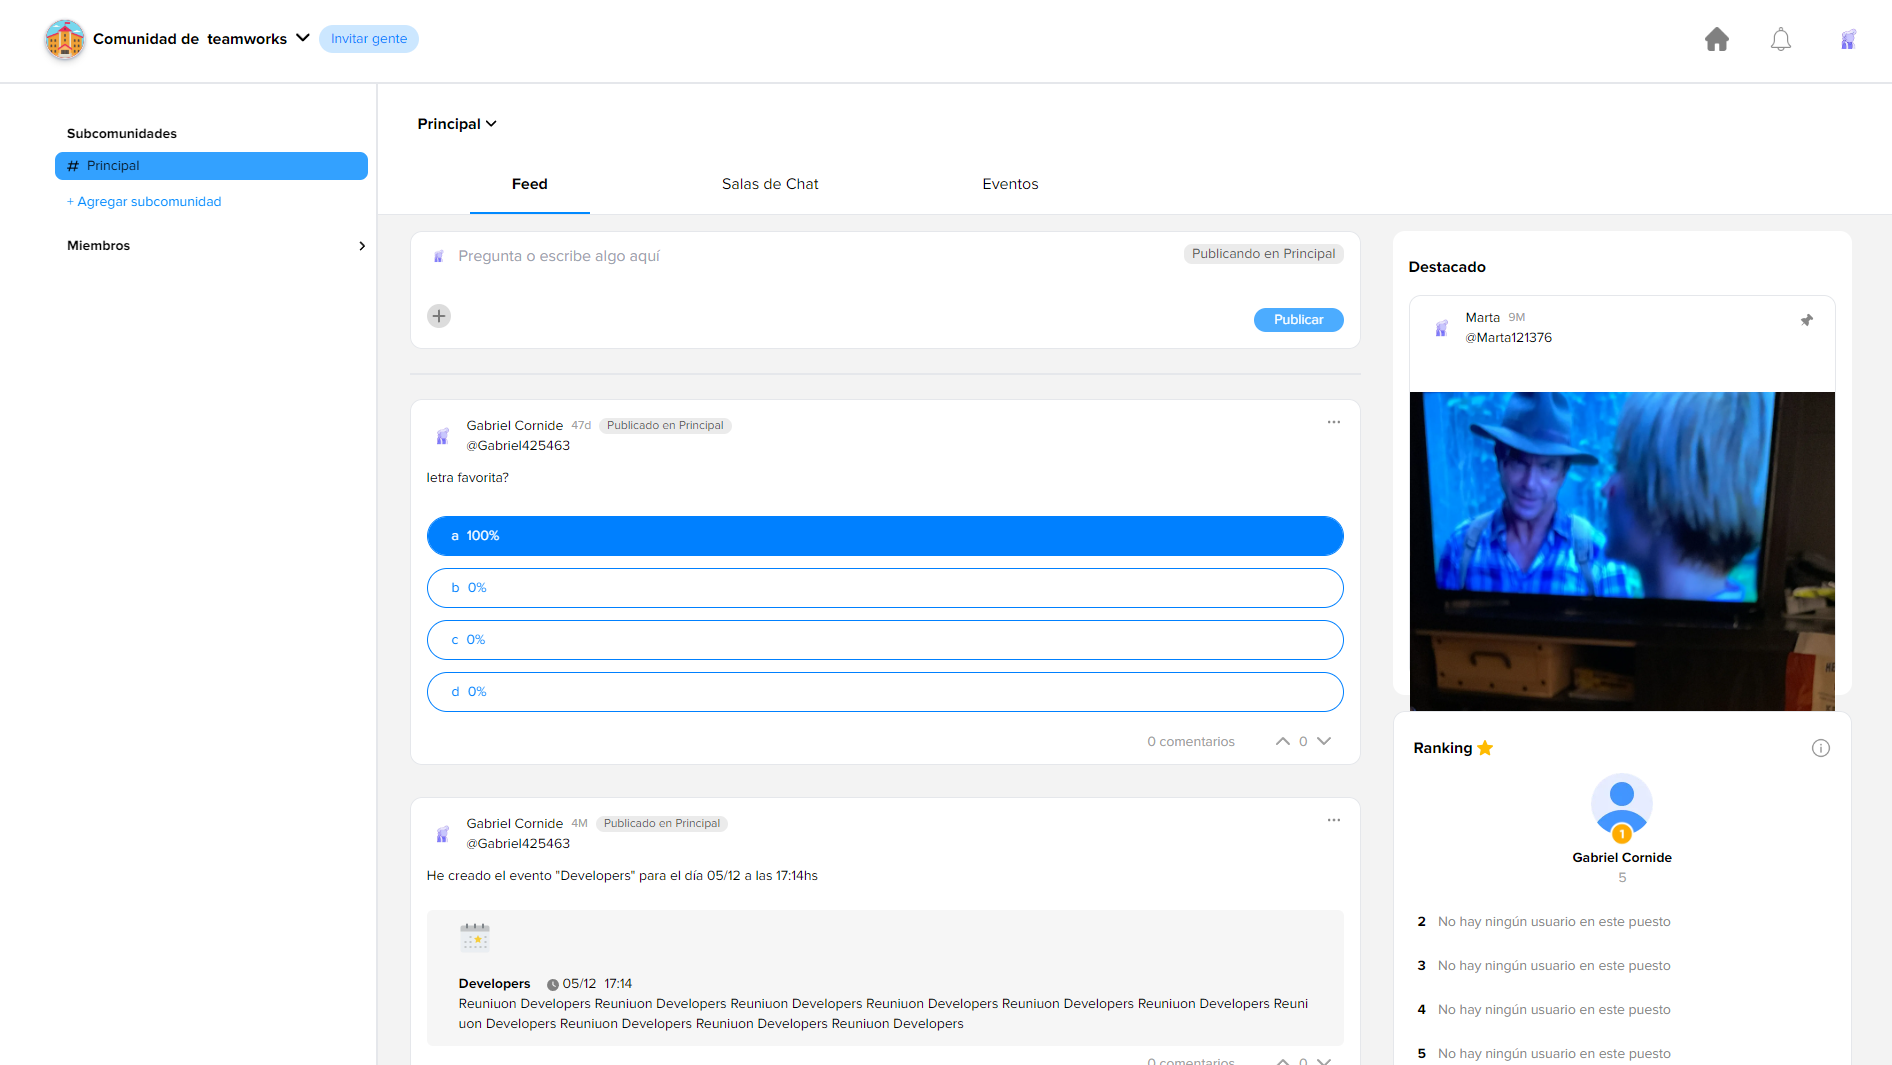 Comunidad de teamworks
Invitar gente
Subcomunidades
# Principal
+ Agregar subcomunidad
Miembros
Principal
Feed
Salas de Chat
Eventos
Pregunta o escribe algo aquí
Publicando en Principal
Publicar
Gabriel Cornide 47d Publicado en Principal
@Gabriel425463
letra favorita?
a 100%
b 0%
c 0%
d 0%
0 comentarios
0
Gabriel Cornide 4M Publicado en Principal
@Gabriel425463
He creado el evento "Developers" para el día 05/12 a las 17:14hs
Developers 05/12 17:14
Reuniuon Developers Reuniuon Developers Reuniuon Developers Reuniuon Developers Reuniuon Developers Reuniuon Developers Reuni
uon Developers Reuniuon Developers Reuniuon Developers Reuniuon Developers
0 comentarios
0
Destacado
Marta 9M
@Marta121376
Ranking
1
Gabriel Cornide
5
2 No hay ningún usuario en este puesto
3 No hay ningún usuario en este puesto
4 No hay ningún usuario en este puesto
5 No hay ningún usuario en este puesto